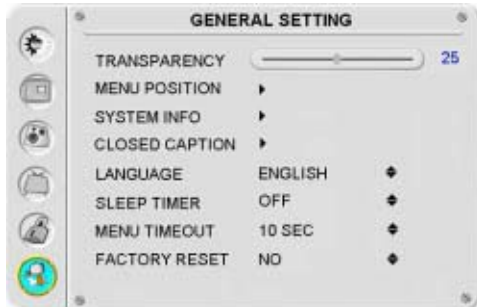 GENERAL SETTING
TRANSPARENCY 25
MENU POSITION
SYSTEM INFO
CLOSED CAPTION
LANGUAGE ENGLISH
SLEEP TIMER OFF
MENU TIMEOUT 10 SEC
FACTORY RESET NO